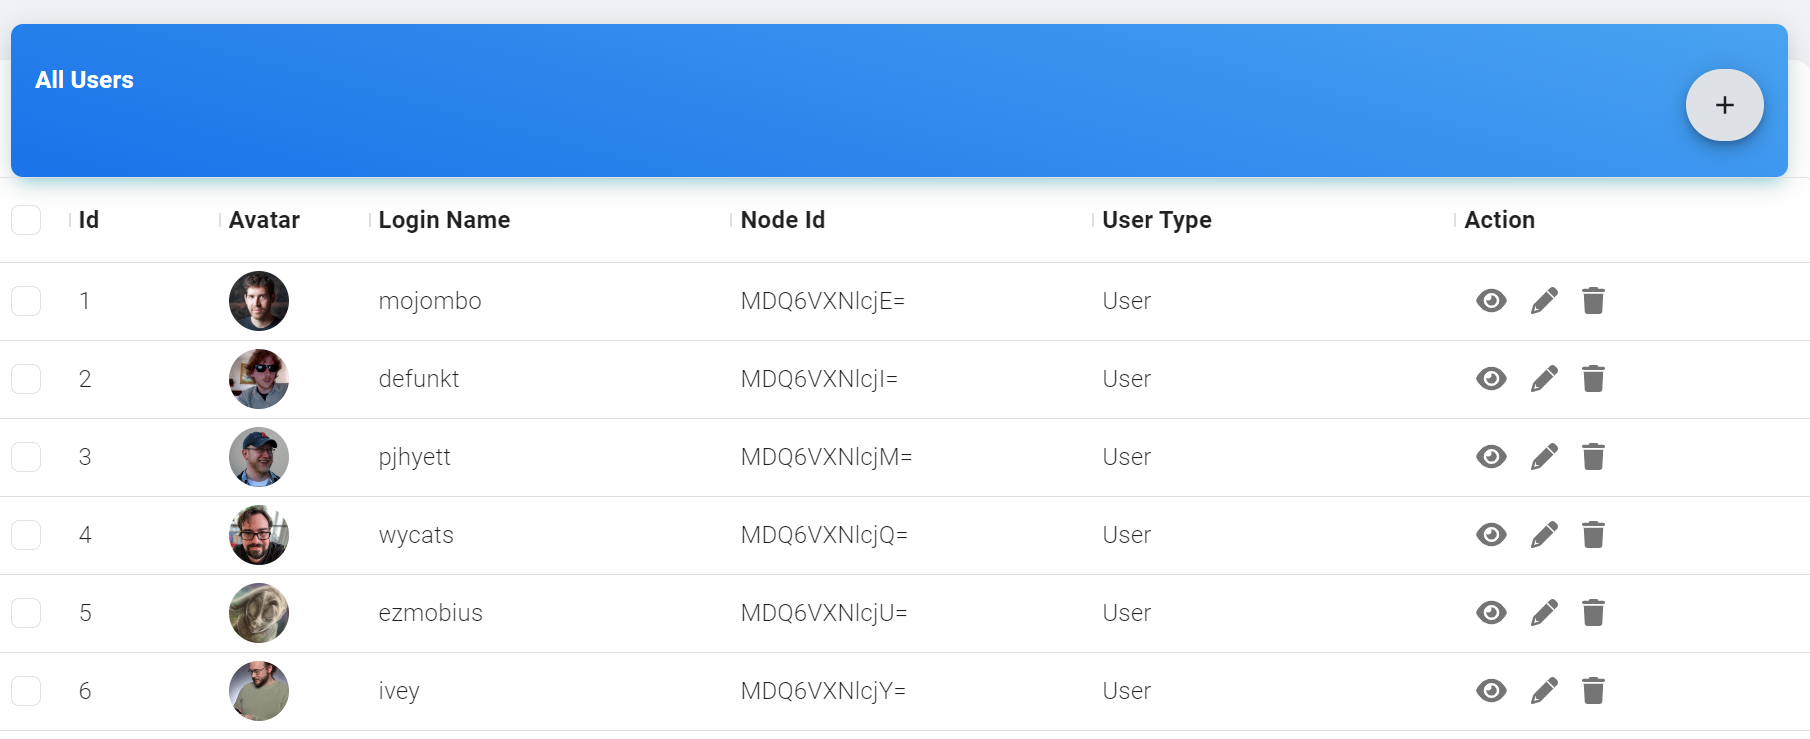 All Users
+
Id Avatar Login Name Node Id User Type Action
1 mojombo MDQ6VXNlcjE= User
2 defunkt MDQ6VXNlcjI= User
3 pjhyett MDQ6VXNlcjM= User
4 wycats MDQ6VXNlcjQ= User
5 ezmobius MDQ6VXNlcjU= User
6 ivey MDQ6VXNlcjY= User